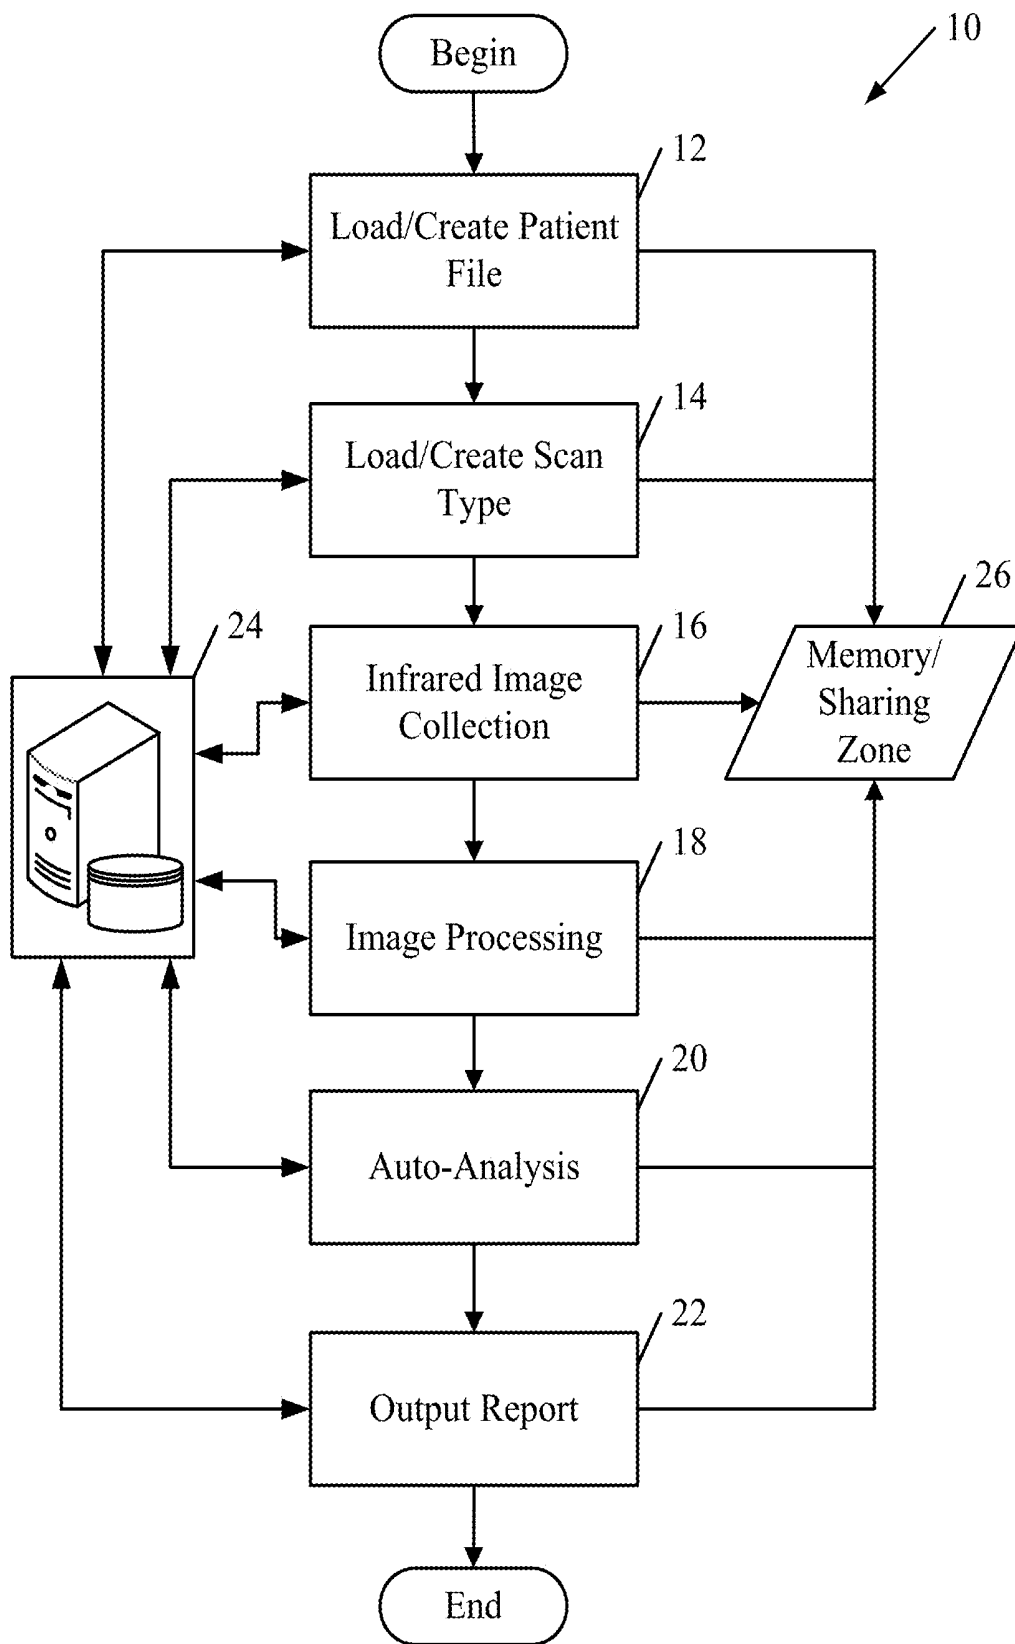 Begin
10
12
Load/Create Patient
File
14
Load/Create Scan
Type
24
16
26
Infrared Image
Collection
Memory/
Sharing
Zone
18
Image Processing
20
Auto-Analysis
22
Output Report
End